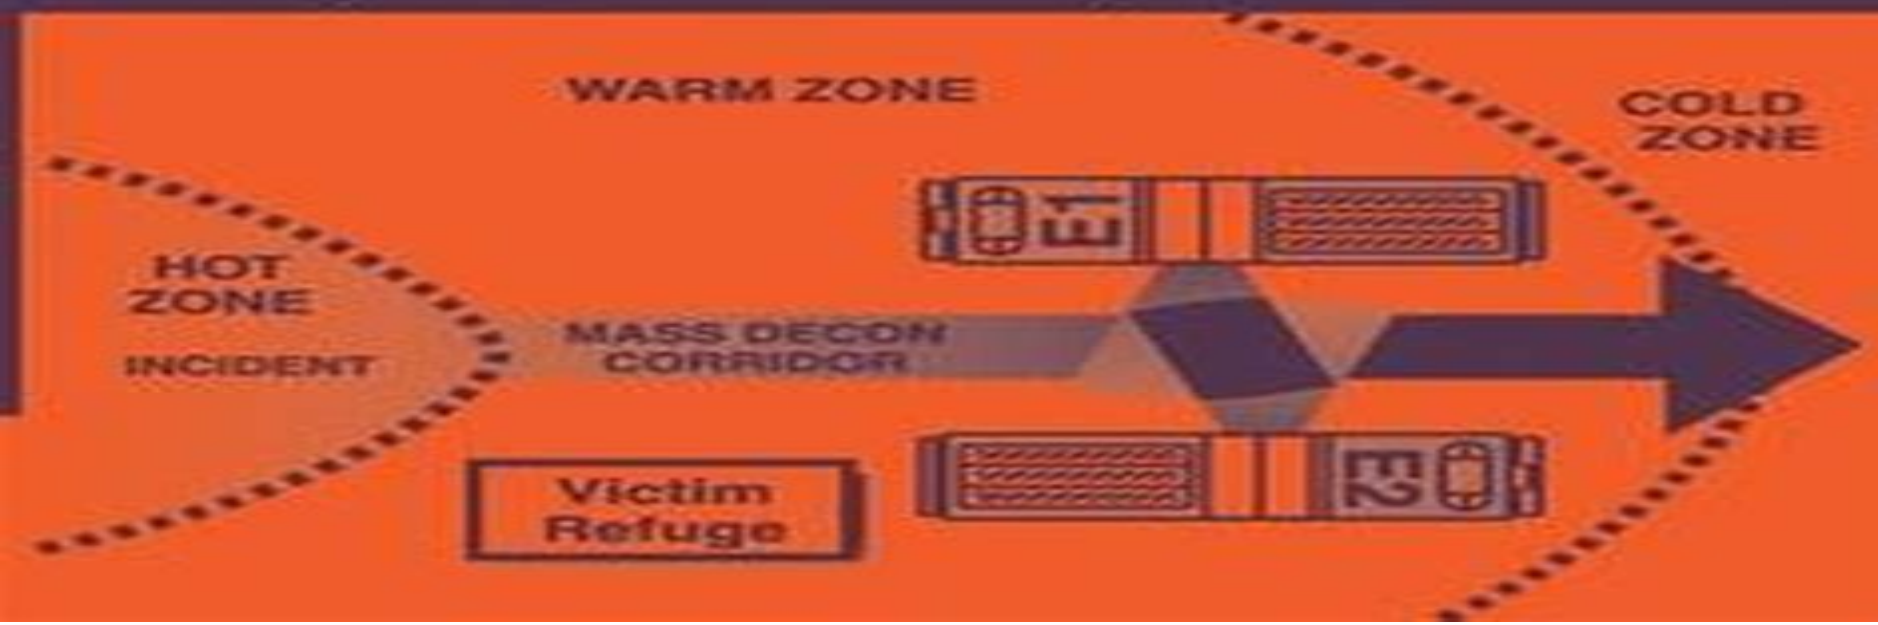 WARM ZONE
COLD
ZONE
E1
HOT
ZONE
INCIDENT
MASS DECON
CORRIDOR
Victim
Refuge
E2